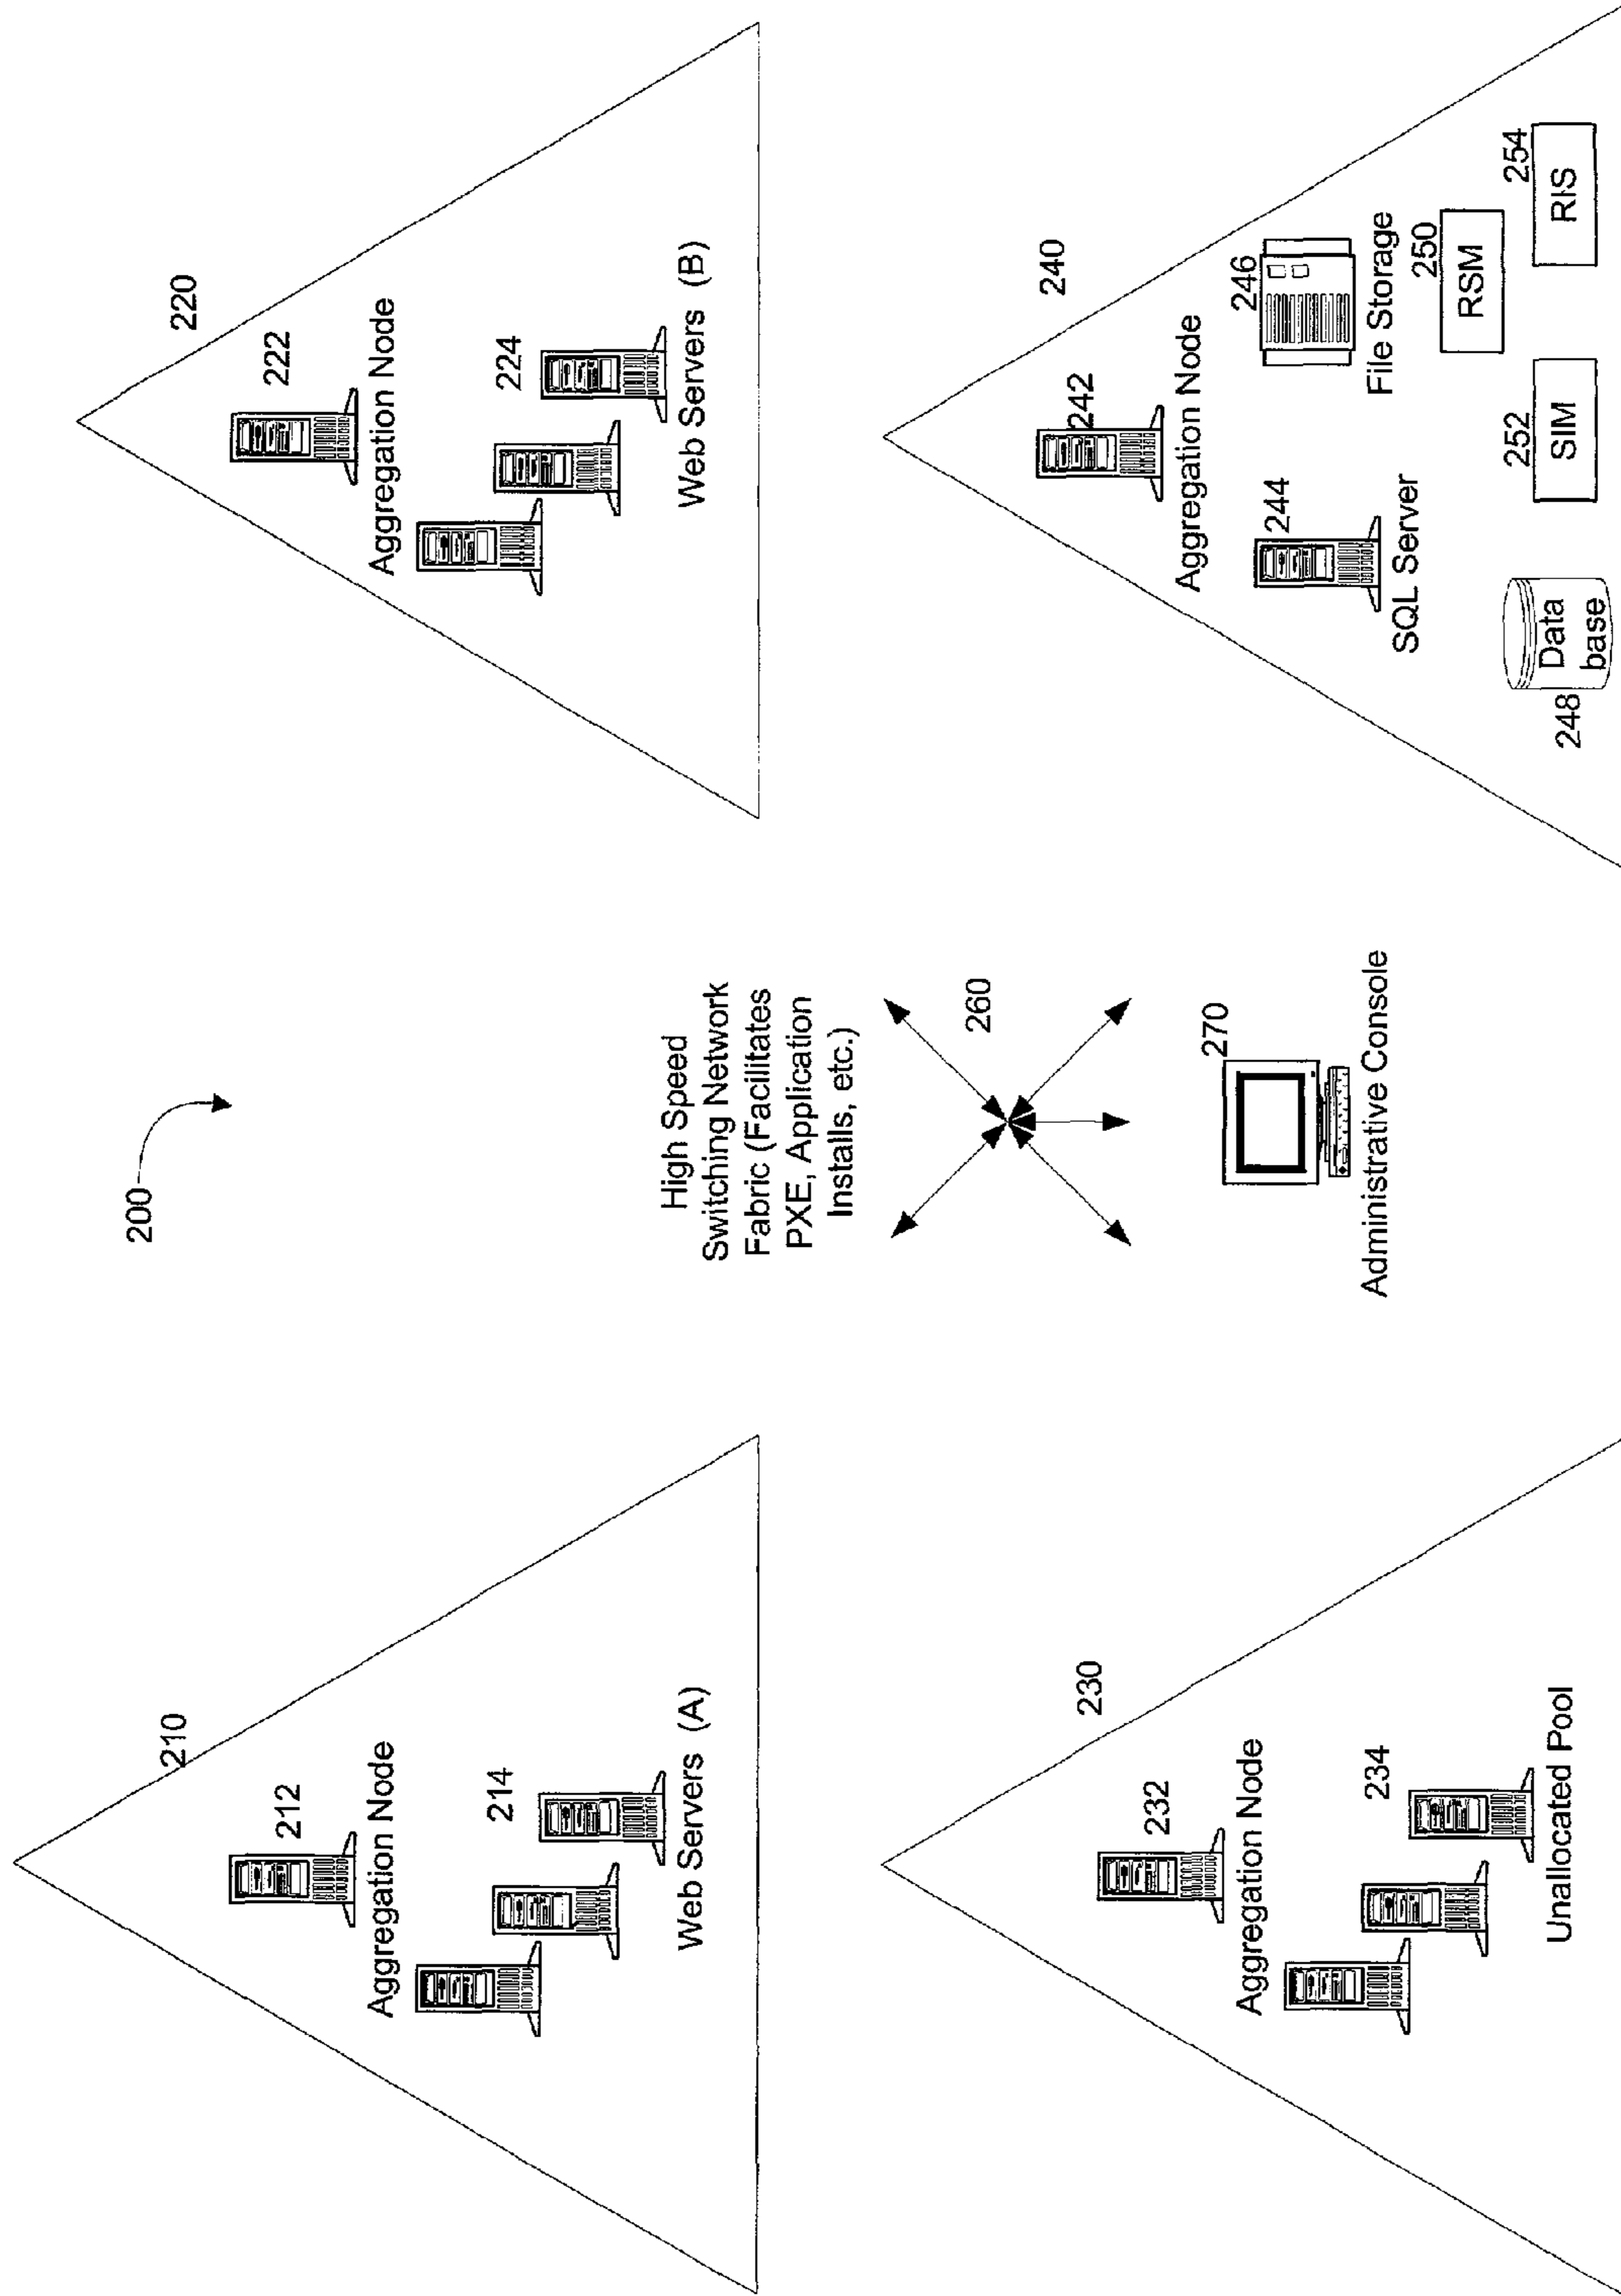 200
210
212
Aggregation Node
214
Web Servers (A)
High Speed
Switching Network
Fabric (Facilitates
PXE, Application
Installs, etc.)
260
270
Administrative Console
220
222
Aggregation Node
224
Web Servers (B)
230
232
Aggregation Node
234
Unallocated Pool
240
242
Aggregation Node
244
SQL Server
246
File Storage
248
Data
base
252
SIM
250
RSM
254
RIS